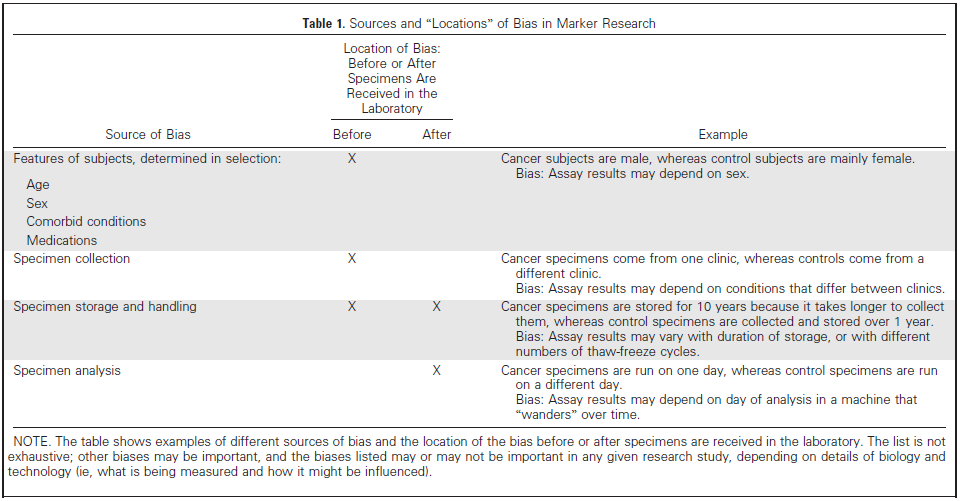 Table 1. Sources and “Locations” of Bias in Marker Research
Location of Bias:
Before or After
Specimens Are
Received in the
Laboratory
Source of Bias Before After Example
Features of subjects, determined in selection: X Cancer subjects are male, whereas control subjects are mainly female.
Bias: Assay results may depend on sex.
Age
Sex
Comorbid conditions
Medications
Specimen collection X Cancer specimens come from one clinic, whereas controls come from a
different clinic.
Bias: Assay results may depend on conditions that differ between clinics.
Specimen storage and handling X X Cancer specimens are stored for 10 years because it takes longer to collect
them, whereas control specimens are collected and stored over 1 year.
Bias: Assay results may vary with duration of storage, or with different
numbers of thaw-freeze cycles.
Specimen analysis X Cancer specimens are run on one day, whereas control specimens are run
on a different day.
Bias: Assay results may depend on day of analysis in a machine that
“wanders” over time.
NOTE. The table shows examples of different sources of bias and the location of the bias before or after specimens are received in the laboratory. The list is not
exhaustive; other biases may be important, and the biases listed may or may not be important in any given research study, depending on details of biology and
technology (ie, what is being measured and how it might be influenced).